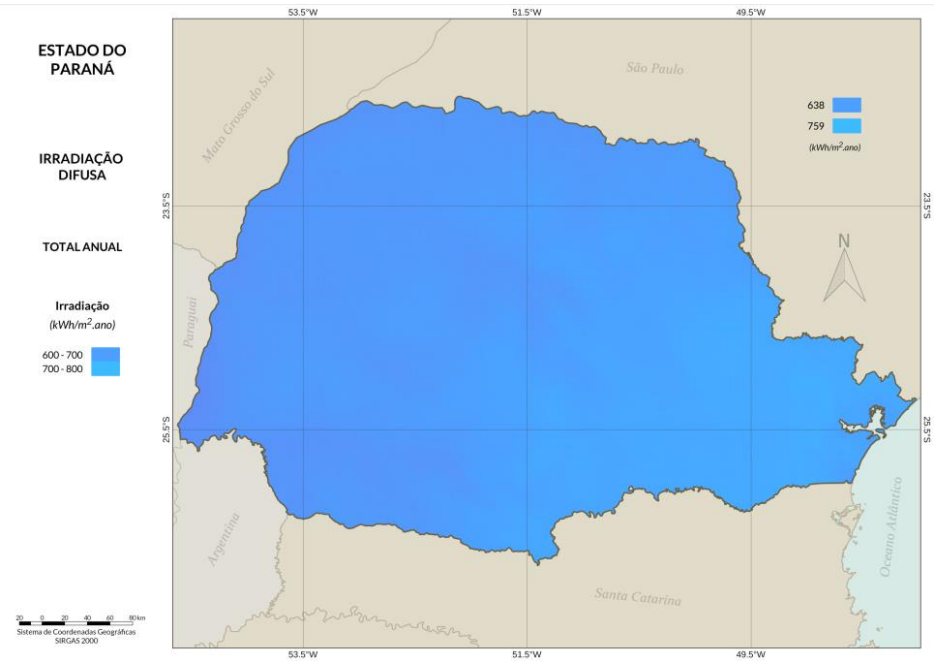 ESTADO DO
PARANÁ
IRRADIAÇÃO
DIFUSA
TOTAL ANUAL
Irradiação
(kWh/m².ano)
600 - 700
700 - 800
20 0 20 40 60 80 km
Sistema de Coordenadas Geográficas
SIRGAS 2000
53.5°W 51.5°W 49.5°W
São Paulo
Mato Grosso do Sul
638
759
(kWh/m².ano)
23.5°S 23.5°S
N
Paraguai
25.5°S 25.5°S
Argentina
Oceano Atlântico
Santa Catarina
53.5°W 51.5°W 49.5°W